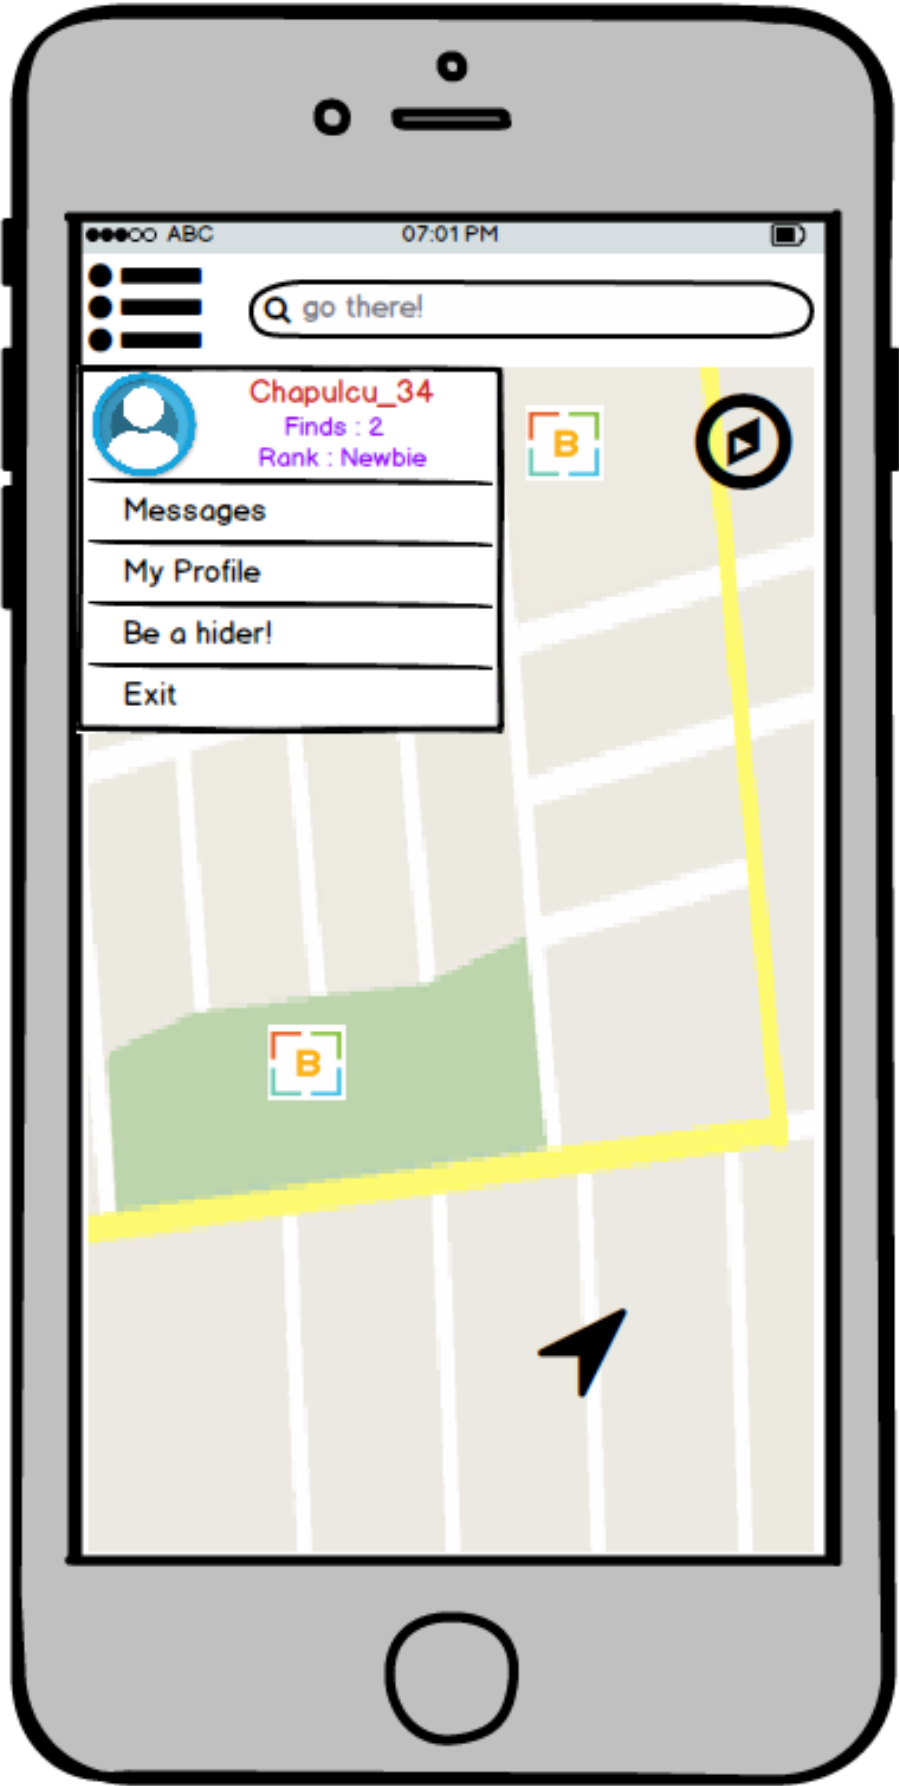 ABC 07:01 PM
go there!
Chapulcu_34
Finds : 2
Rank : Newbie
B
Messages
My Profile
Be a hider!
Exit
B